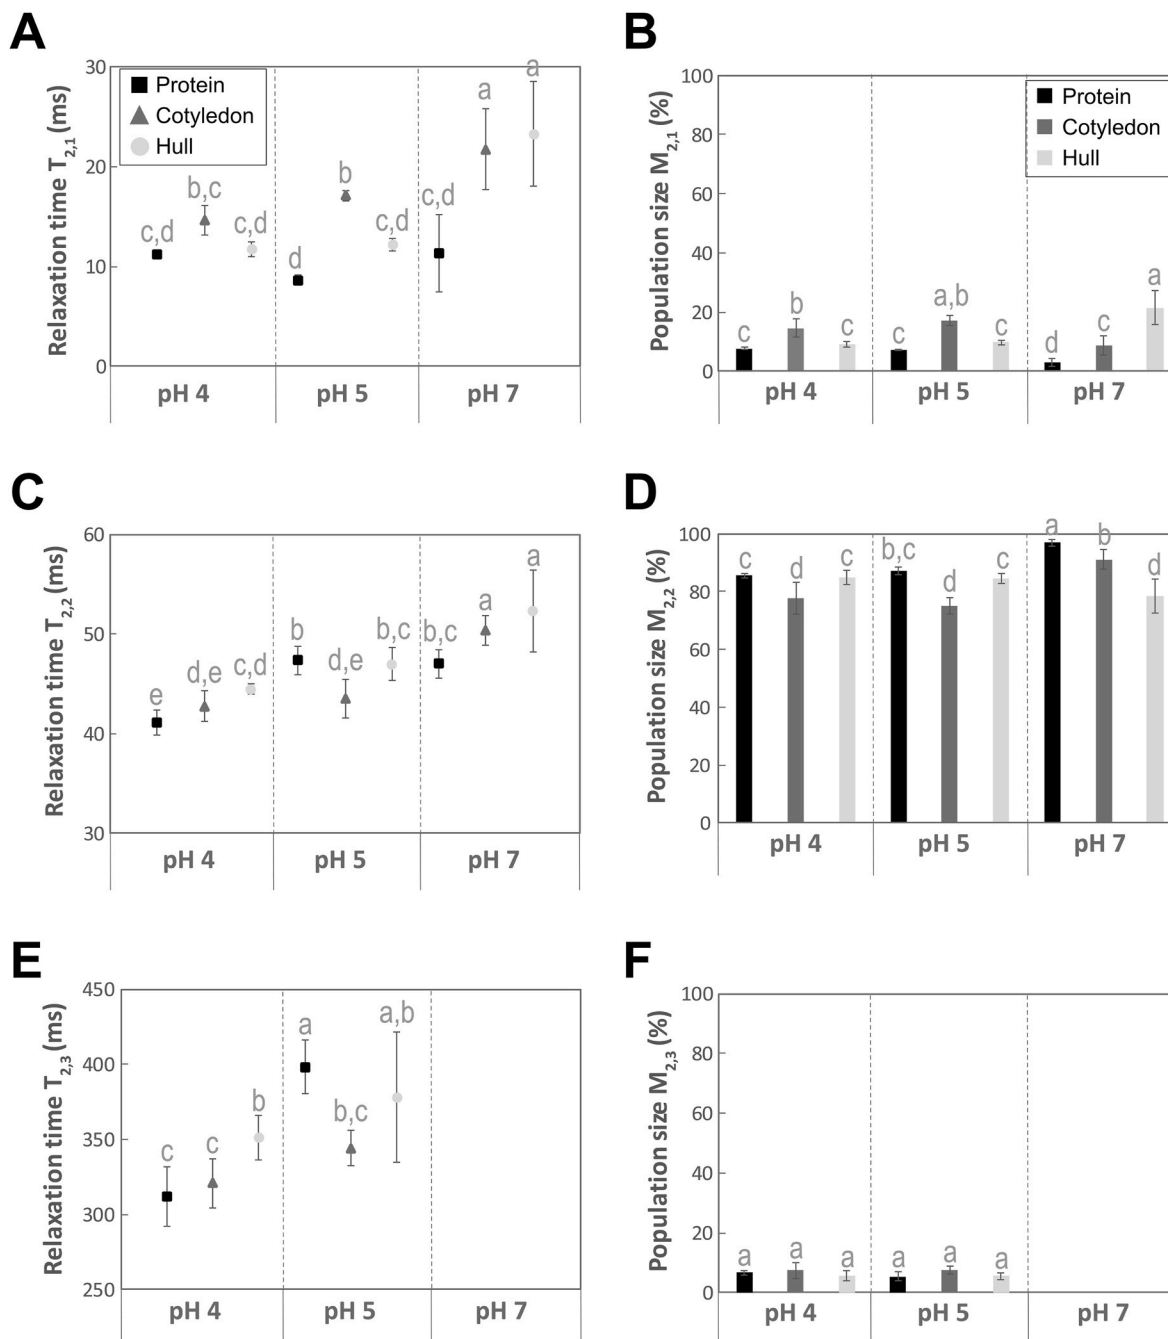 A
Relaxation time T2,1 (ms)
30
20
10
0
Protein
Cotyledon
Hull
c,d
b,c
c,d
d
b
c,d
c,d
a
a
pH 4
pH 5
pH 7
B
Population size M2,1 (%)
100
80
60
40
20
0
Protein
Cotyledon
Hull
c
b
c
c
a,b
c
d
c
a
pH 4
pH 5
pH 7
C
Relaxation time T2,2 (ms)
60
50
40
30
e
d,e
c,d
b
d,e
b,c
b,c
a
a
pH 4
pH 5
pH 7
D
Population size M2,2 (%)
100
80
60
40
20
0
c
d
c
b,c
d
c
a
b
d
pH 4
pH 5
pH 7
E
Relaxation time T2,3 (ms)
450
400
350
300
250
c
c
b
a
b,c
a,b
pH 4
pH 5
pH 7
F
Population size M2,3 (%)
100
80
60
40
20
0
a
a
a
a
a
a
pH 4
pH 5
pH 7